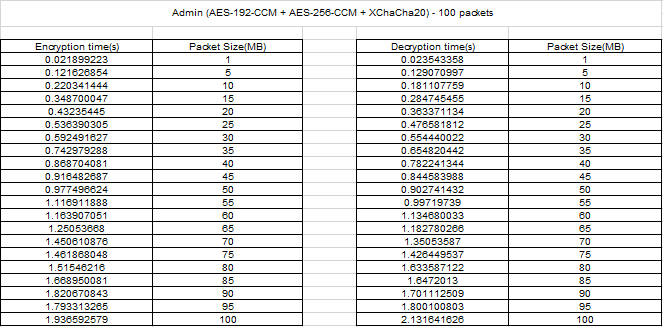 Admin (AES-192-CCM + AES-256-CCM + XChaCha20) - 100 packets
Encryption time(s) Packet Size(MB) Decryption time(s) Packet Size(MB)
0.021899223 1 0.023543358 1
0.121626854 5 0.129070997 5
0.220341444 10 0.181107759 10
0.348700047 15 0.284745455 15
0.43235445 20 0.363371134 20
0.536390305 25 0.476581812 25
0.592491627 30 0.554440022 30
0.742979288 35 0.654820442 35
0.868704081 40 0.782241344 40
0.916482687 45 0.844583988 45
0.977496624 50 0.902741432 50
1.116911888 55 0.99719739 55
1.163907051 60 1.134680033 60
1.25053668 65 1.182780266 65
1.450610876 70 1.35053587 70
1.461868048 75 1.426449537 75
1.51546216 80 1.633587122 80
1.668950081 85 1.6472013 85
1.820670843 90 1.701112509 90
1.793313265 95 1.800100803 95
1.936592579 100 2.131641626 100